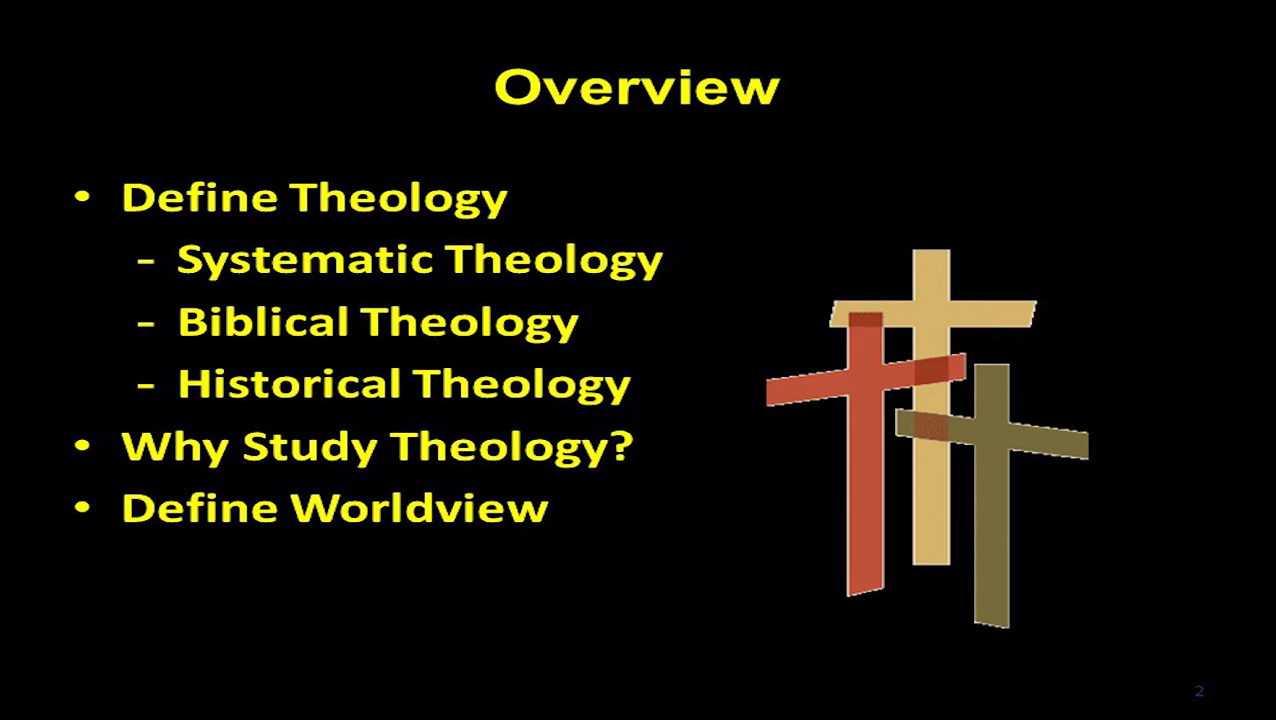 Overview
• Define Theology
- Systematic Theology
- Biblical Theology
- Historical Theology
• Why Study Theology?
• Define Worldview
2